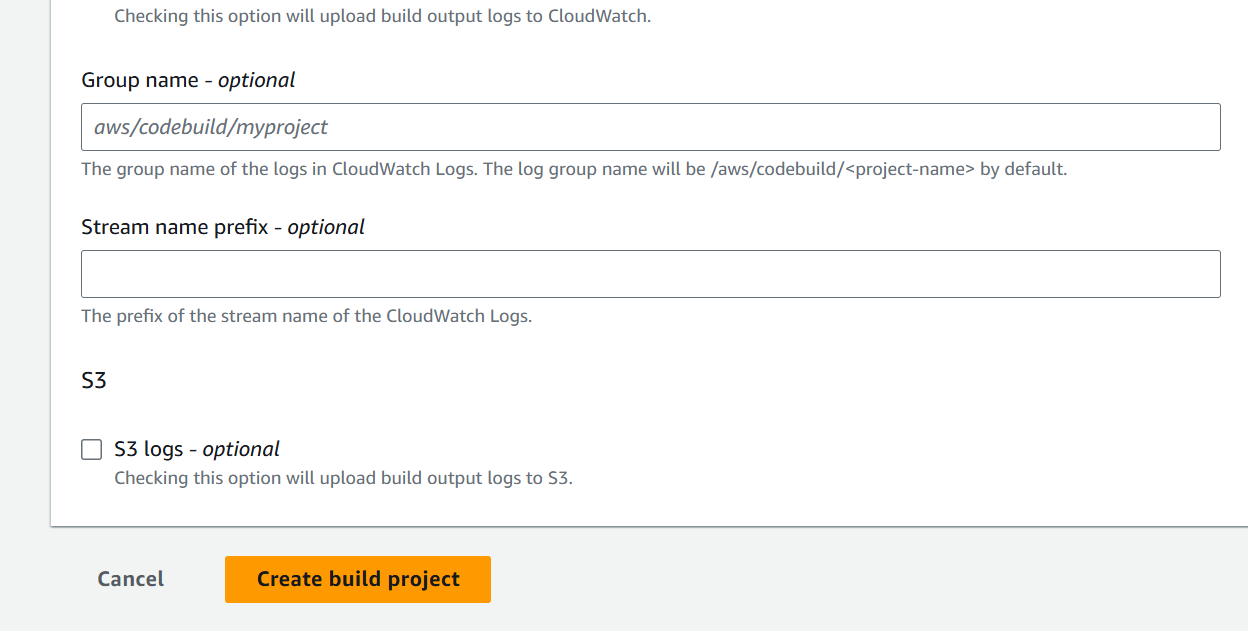 Checking this option will upload build output logs to CloudWatch.
Group name - optional
aws/codebuild/myproject
The group name of the logs in CloudWatch Logs. The log group name will be /aws/codebuild/<project-name> by default.
Stream name prefix - optional
The prefix of the stream name of the CloudWatch Logs.
S3
S3 logs - optional
Checking this option will upload build output logs to S3.
Cancel
Create build project